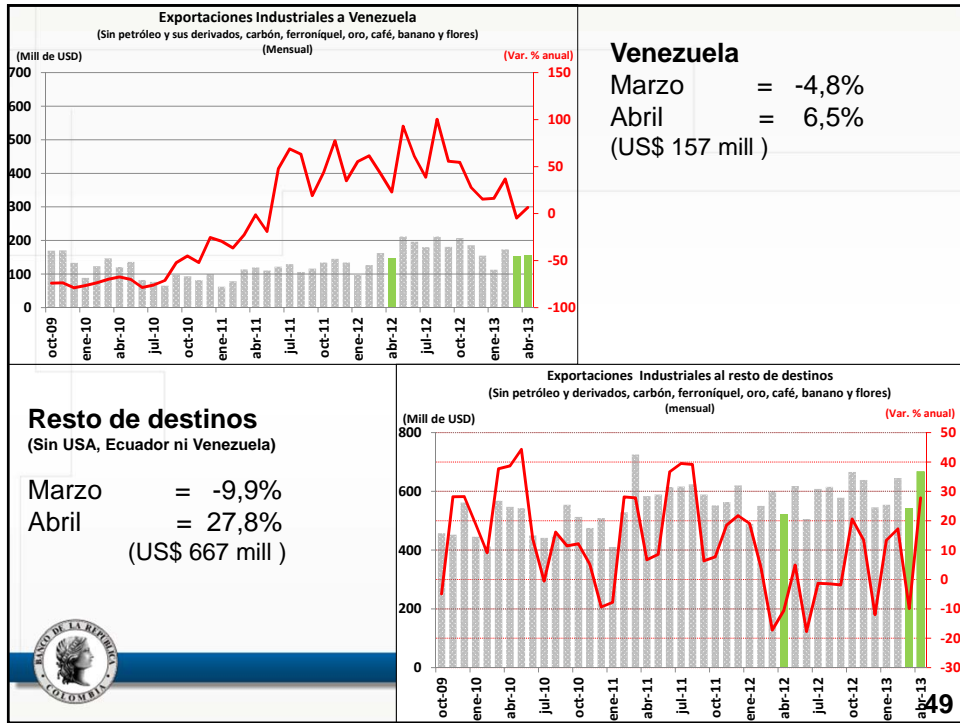 Exportaciones Industriales a Venezuela
(Sin petróleo y sus derivados, carbón, ferroníquel, oro, café, banano y flores)
(Mensual)
(Mill de USD)
(Var. % anual)
700
600
500
400
300
200
100
0
150
100
50
0
-50
-100
oct-09
ene-10
abr-10
jul-10
oct-10
ene-11
abr-11
jul-11
oct-11
ene-12
abr-12
jul-12
oct-12
ene-13
abr-13
Venezuela
Marzo = -4,8%
Abril = 6,5%
(US$ 157 mill )
Resto de destinos
(Sin USA, Ecuador ni Venezuela)
Marzo = -9,9%
Abril = 27,8%
(US$ 667 mill )
BANCO DE LA REPUBLICA
COLOMBIA
Exportaciones Industriales al resto de destinos
(Sin petróleo y derivados, carbón, ferroníquel, oro, café, banano y flores)
(mensual)
(Mill de USD)
(Var. % anual)
800
600
400
200
0
50
40
30
20
10
0
-10
-20
-30
oct-09
ene-10
abr-10
jul-10
oct-10
ene-11
abr-11
jul-11
oct-11
ene-12
abr-12
jul-12
oct-12
ene-13
abr-13
49